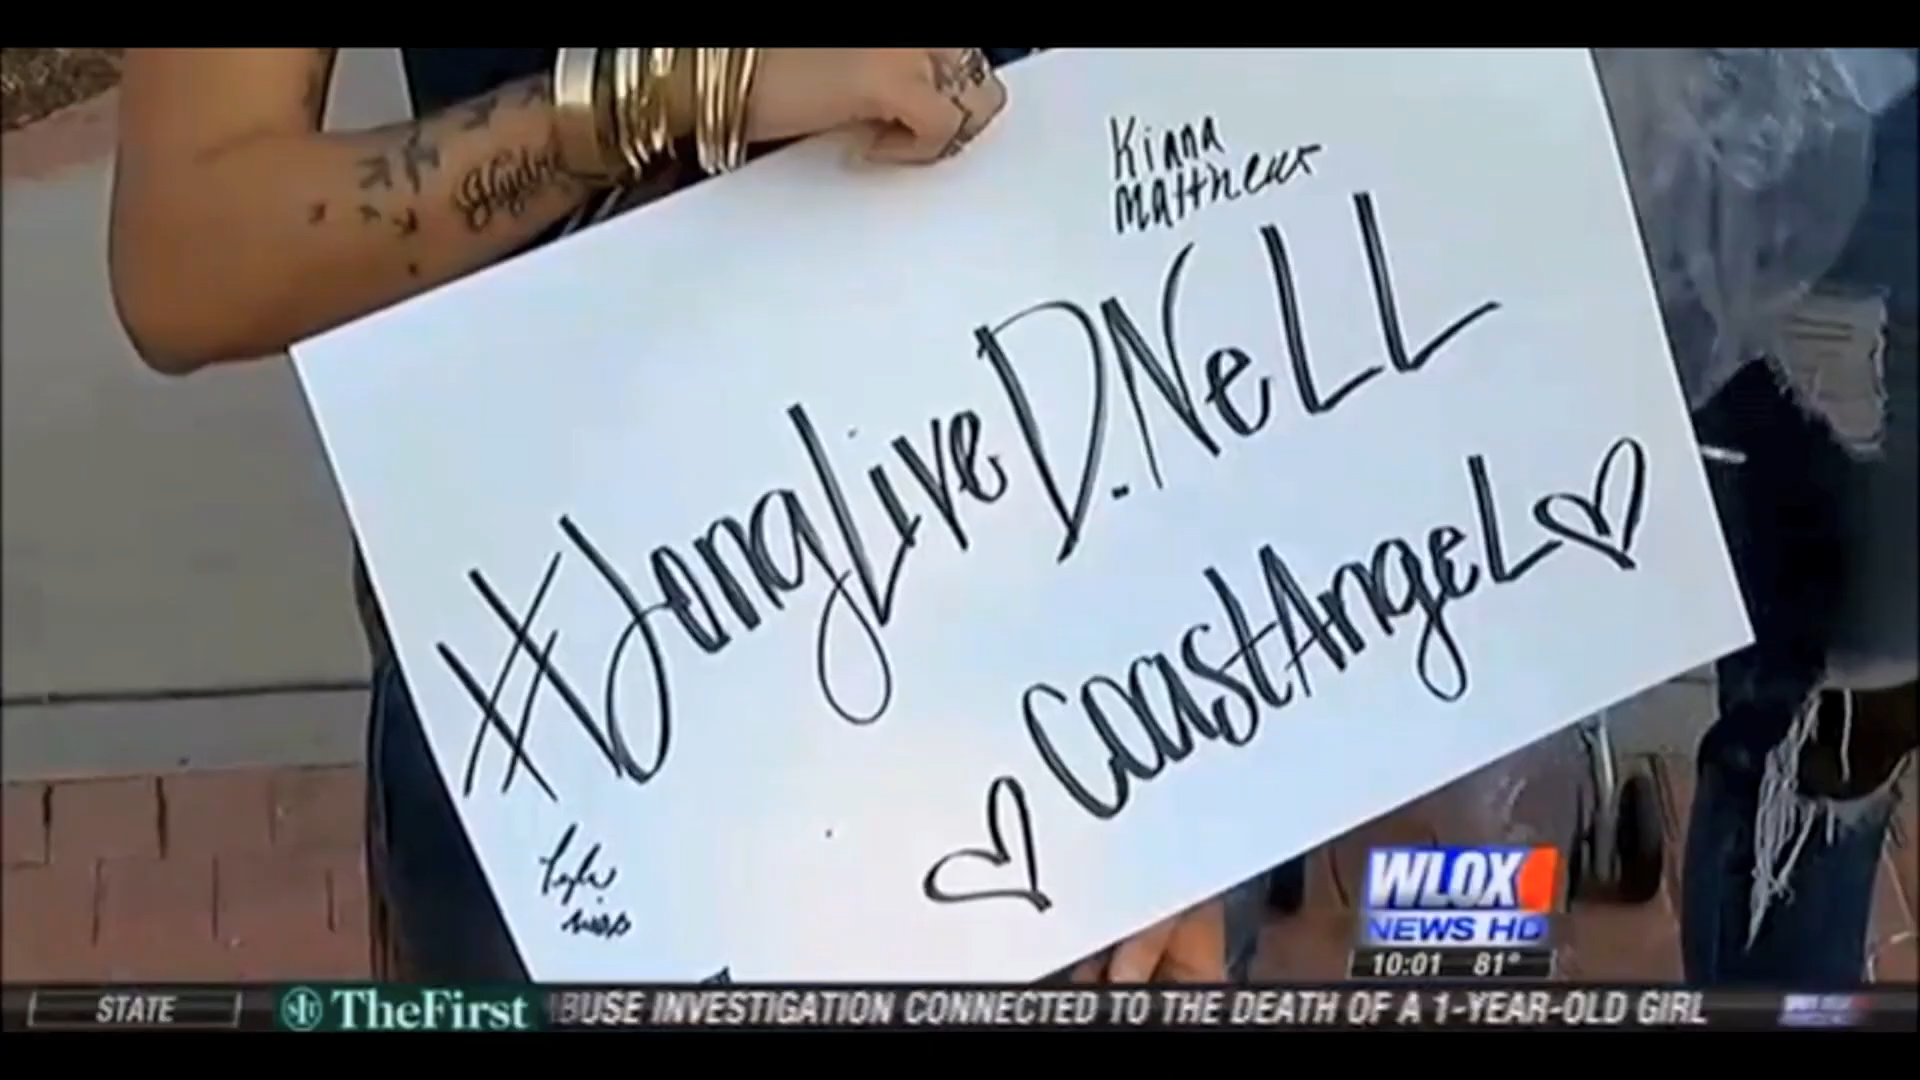 Kiana
Matthews
#LongLiveD.NeLL
CoastAngeL
WLOX
NEWS HD
10:01 81°
STATE TheFirst BUSE INVESTIGATION CONNECTED TO THE DEATH OF A 1-YEAR-OLD GIRL